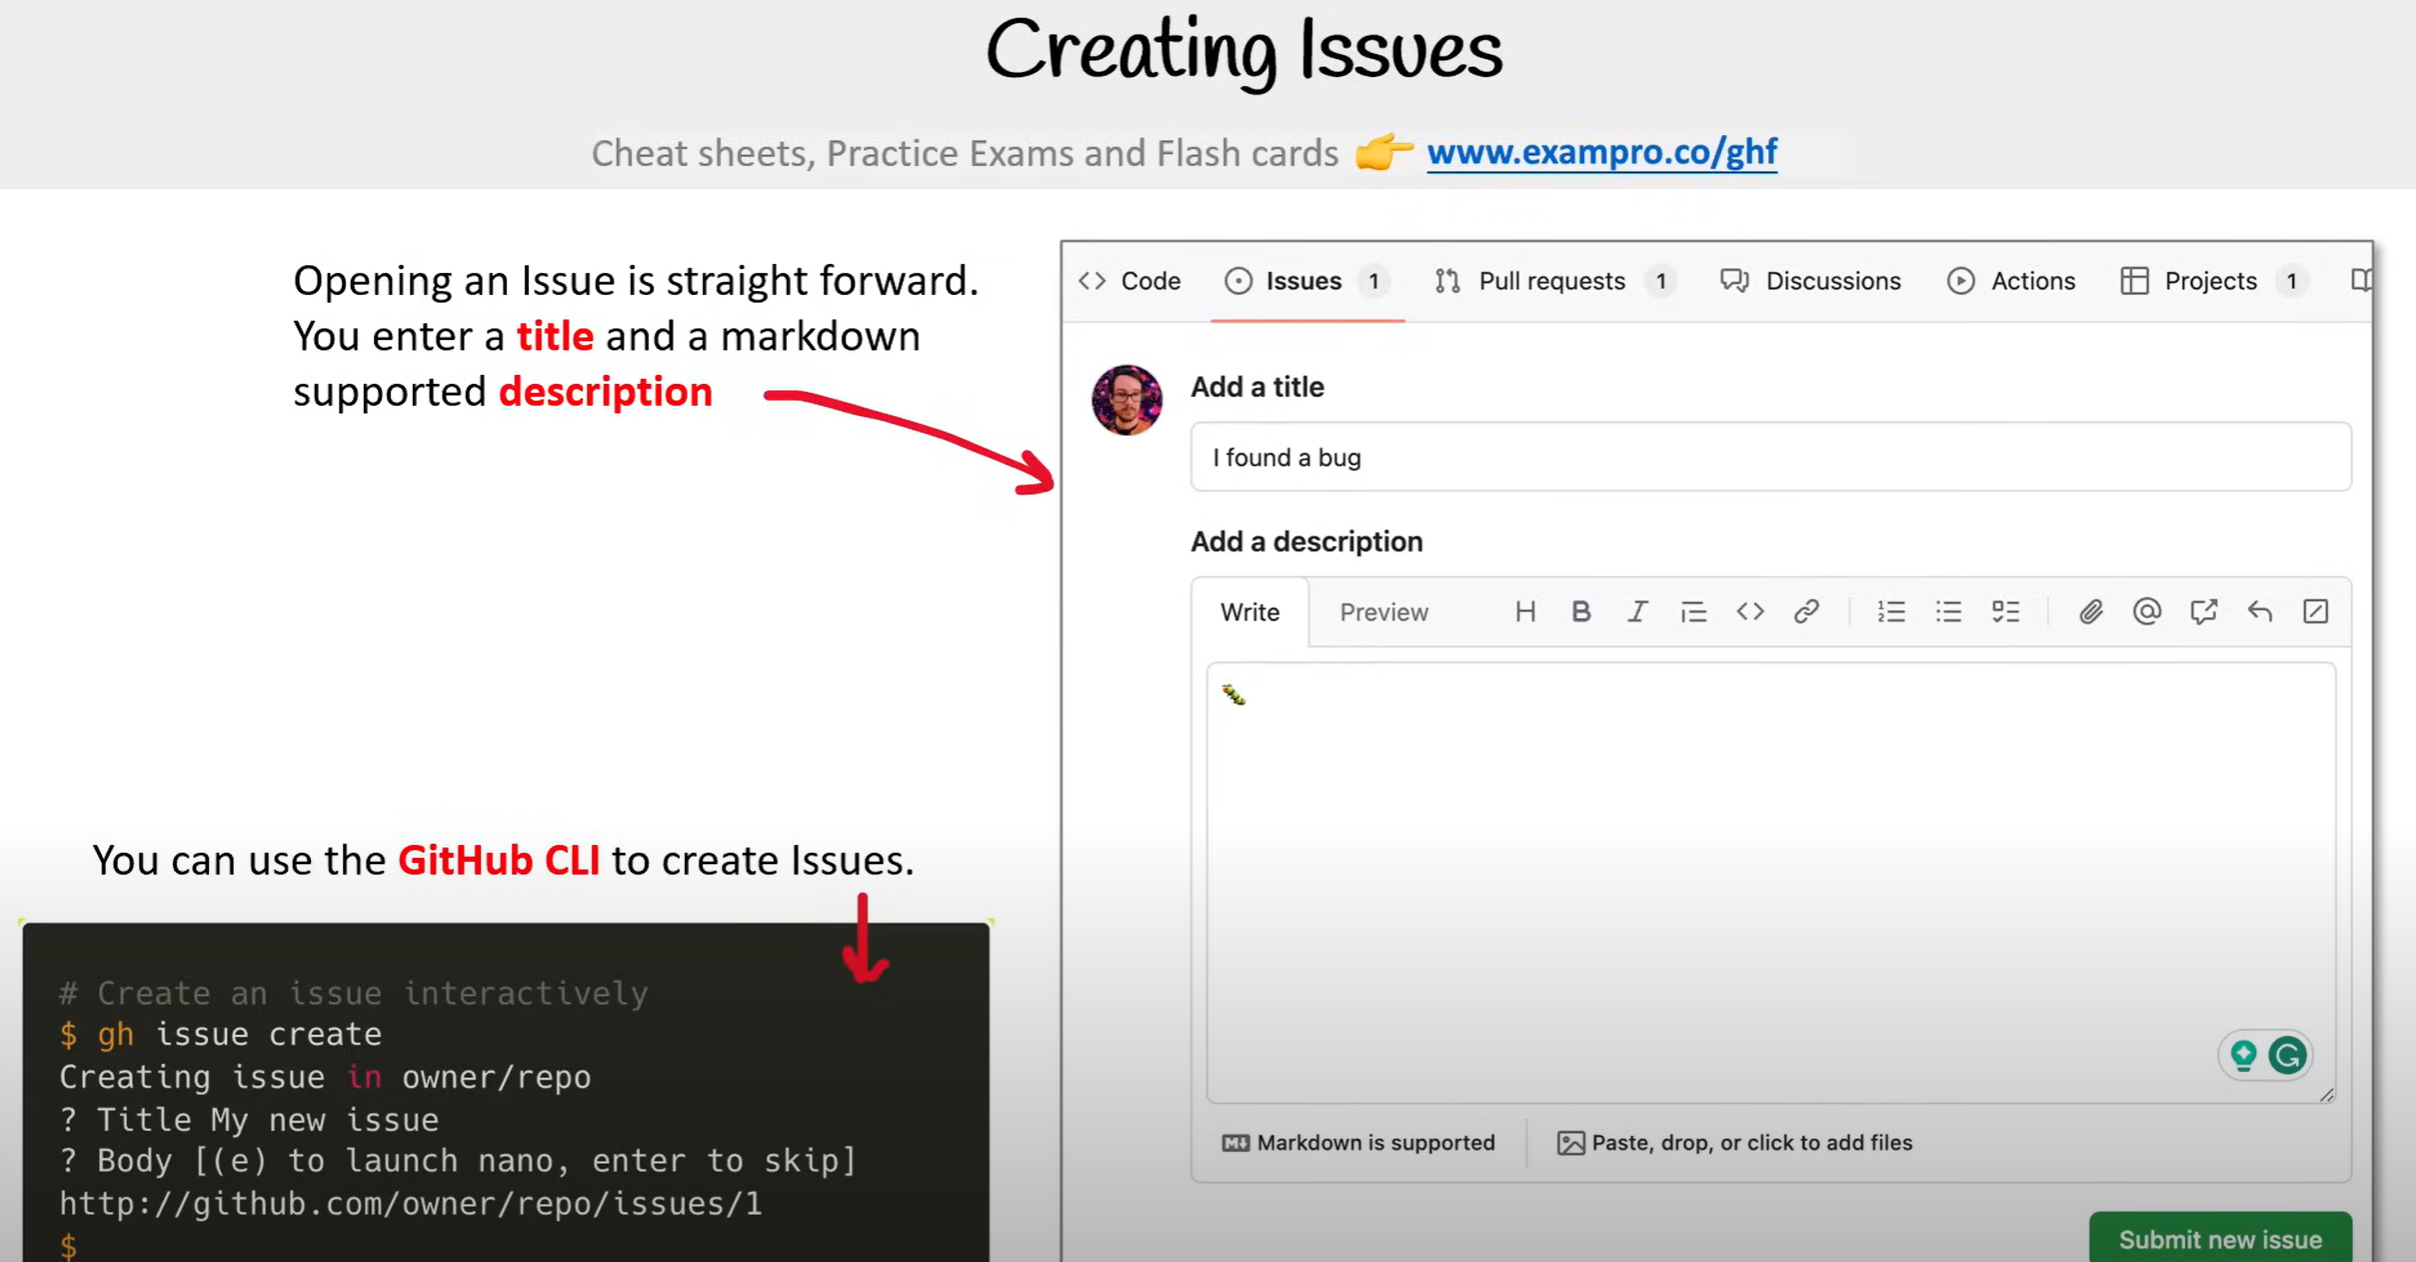 Creating Issues
Cheat sheets, Practice Exams and Flash cards 👉 www.exampro.co/ghf
Opening an Issue is straight forward.
You enter a title and a markdown
supported description
Code Issues 1 Pull requests 1 Discussions Actions Projects 1
Add a title
I found a bug
Add a description
Write Preview H B I
🐛
Markdown is supported Paste, drop, or click to add files
Submit new issue
You can use the GitHub CLI to create Issues.
# Create an issue interactively
$ gh issue create
Creating issue in owner/repo
? Title My new issue
? Body [(e) to launch nano, enter to skip]
http://github.com/owner/repo/issues/1
$